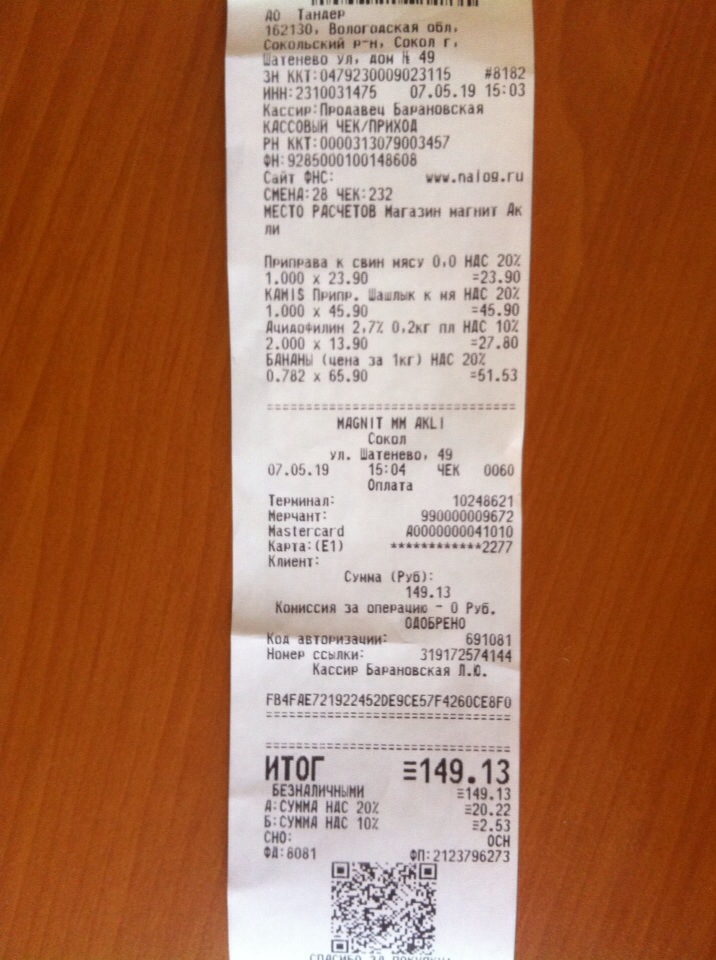 АО Тандер
162130, Вологодская обл,
Сокольский р-н, Сокол г,
Шатенево ул, дом № 49
ЗН ККТ:0479230009023115 #8182
ИНН:2310031475 07.05.19 15:03
Кассир:Продавец Барановская
КАССОВЫЙ ЧЕК/ПРИХОД
РН ККТ:0000313079003457
ФН:9285000100148608
Сайт ФНС: www.nalog.ru
СМЕНА:28 ЧЕК:232
МЕСТО РАСЧЕТОВ Магазин магнит Ак
ли
Приправа к свин мясу 0,0 НДС 20%
1.000 x 23.90 =23.90
KAMIS Припр. Шашлык к мя НДС 20%
1.000 x 45.90 =45.90
Ацидофилин 2,7% 0,2кг пл НДС 10%
2.000 x 13.90 =27.80
БАНАНЫ (цена за 1кг) НДС 20%
0.782 x 65.90 =51.53
================================
MAGNIT MM AKLI
Сокол
ул. Шатенево, 49
07.05.19 15:04 ЧЕК 0060
Оплата
Терминал: 10248621
Мерчант: 990000009672
Mastercard A0000000041010
Карта:(E1) ************2277
Клиент:
Сумма (Руб):
149.13
Комиссия за операцию - 0 Руб.
ОДОБРЕНО
Код авторизации: 691081
Номер ссылки: 319172574144
Кассир Барановская Л.Ю.
FB4FAE721922452DE9CE57F4260CE8F0
================================
================================
ИТОГ ≡149.13
БЕЗНАЛИЧНЫМИ ≡149.13
А:СУММА НДС 20% ≡20.22
Б:СУММА НДС 10% ≡2.53
СНО: ОСН
ФД:8081 ФП:2123796273
СПАСИБО ЗА ПОКУПКУ!